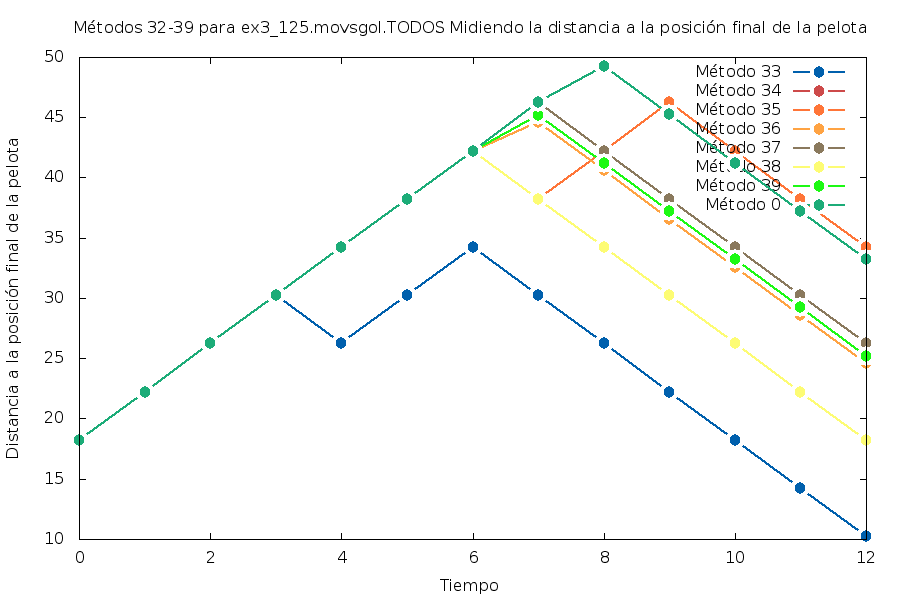 Métodos 32-39 para ex3_125.movsgol.TODOS Midiendo la distancia a la posición final de la pelota
Distancia a la posición final de la pelota
50
45
40
35
30
25
20
15
10
0
2
4
6
8
10
12
Tiempo
Método 33
Método 34
Método 35
Método 36
Método 37
Método 38
Método 39
Método 0